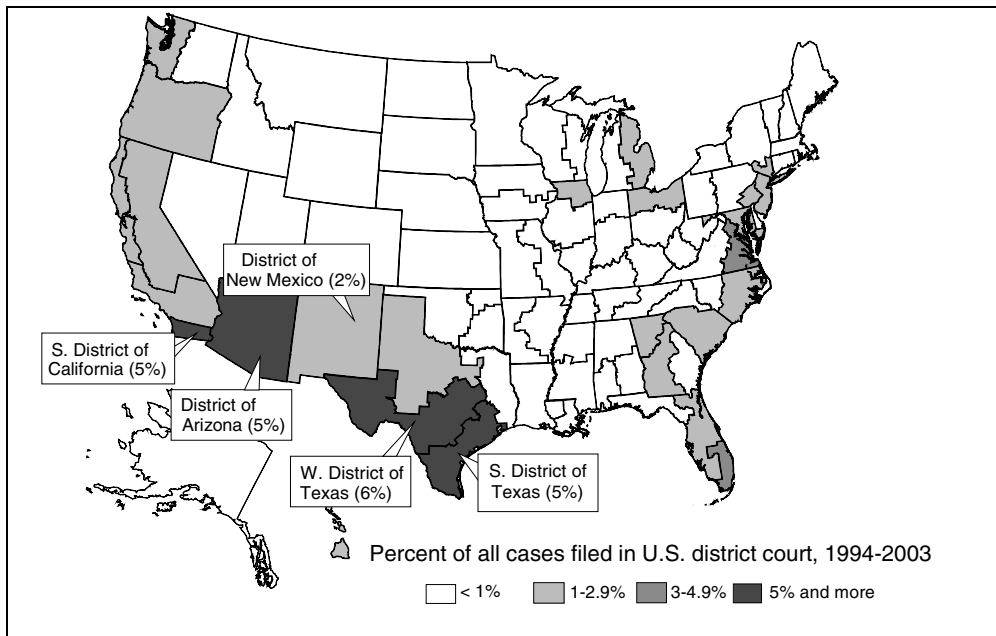 District of
New Mexico (2%)
S. District of
California (5%)
District of
Arizona (5%)
W. District of
Texas (6%)
S. District of
Texas (5%)
Percent of all cases filed in U.S. district court, 1994-2003
< 1%
1-2.9%
3-4.9%
5% and more